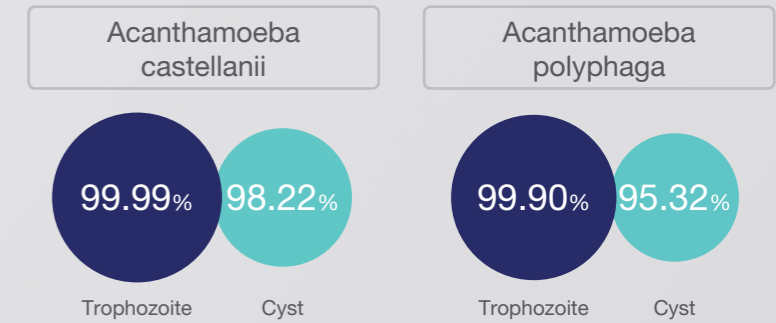 Acanthamoeba
castellanii
99.99% 98.22%
Trophozoite Cyst
Acanthamoeba
polyphaga
99.90% 95.32%
Trophozoite Cyst